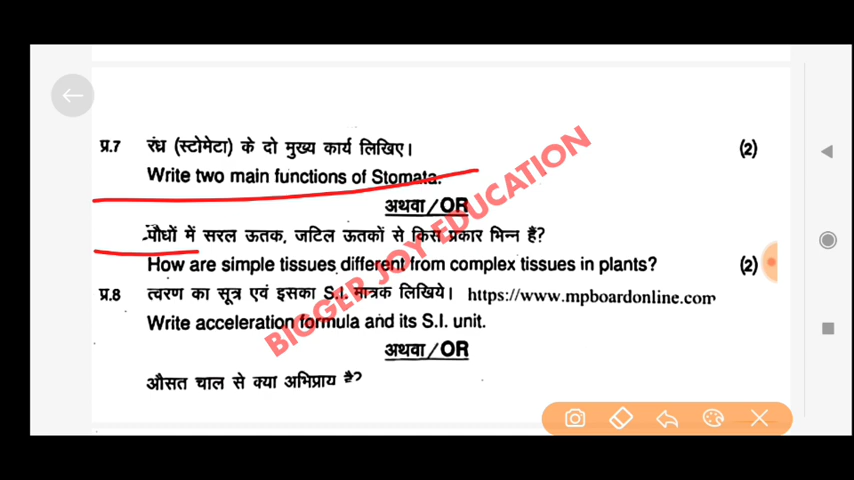 प्र.7 रंध्र (स्टोमेटा) के दो मुख्य कार्य लिखिए। (2)
Write two main functions of Stomata.
अथवा/OR
पौधों में सरल ऊतक, जटिल ऊतकों से किस प्रकार भिन्न हैं?
How are simple tissues different from complex tissues in plants? (2)
प्र.8 त्वरण का सूत्र एवं इसका S.I. मात्रक लिखिये। https://www.mpboardonline.com
Write acceleration formula and its S.I. unit.
अथवा/OR
औसत चाल से क्या अभिप्राय है?
BIGGER JOY EDUCATION